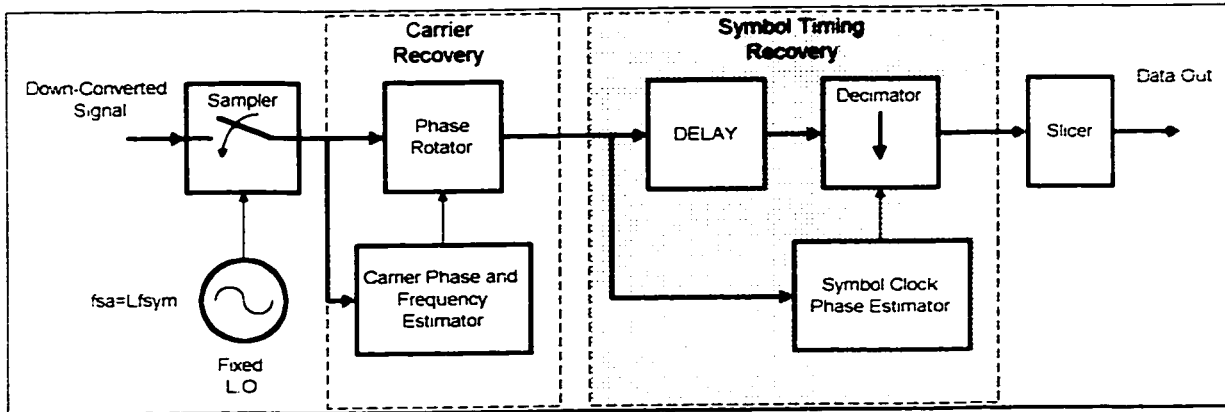 Carrier
Recovery
Symbol Timing
Recovery
Down-Converted
Signal
Sampler
Phase
Rotator
DELAY
Decimator
Slicer
Data Out
fsa=Lfsym
Carrier Phase and
Frequency
Estimator
Symbol Clock
Phase Estimator
Fixed
L.O